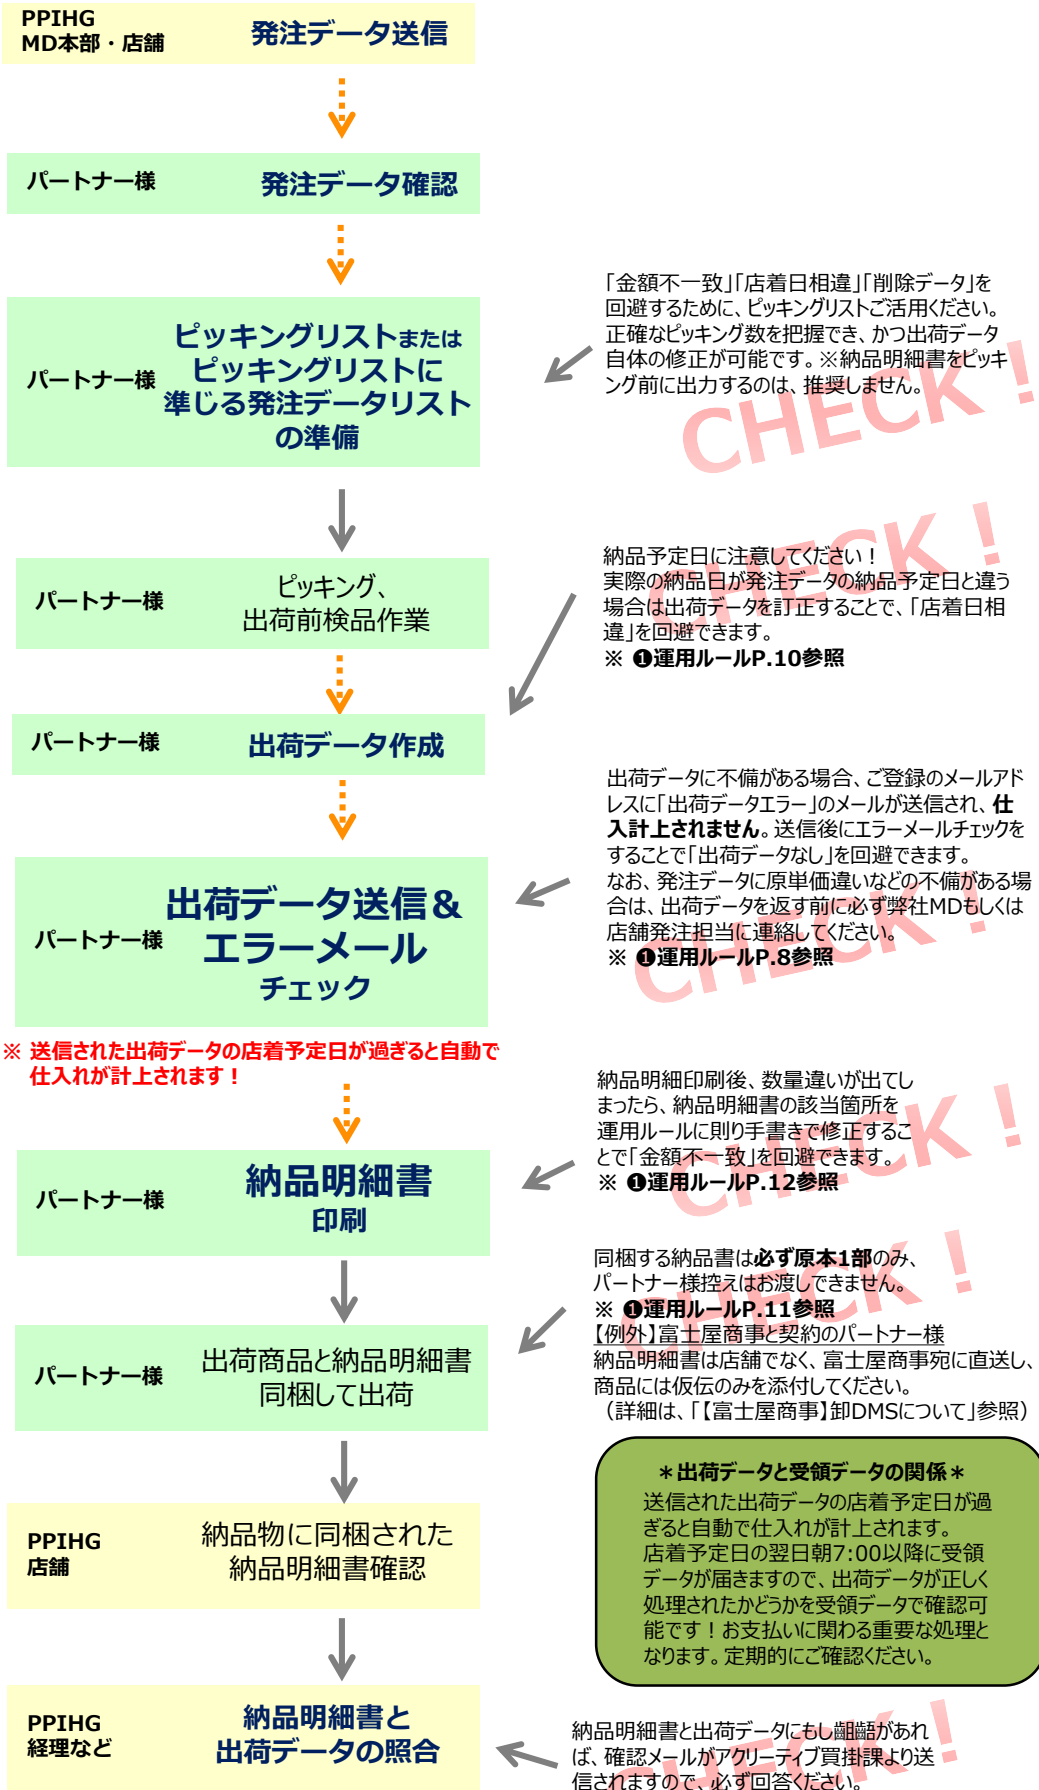 PPIHG
MD本部・店舗
発注データ送信
パートナー様
発注データ確認
パートナー様
ピッキングリストまたは
ピッキングリストに
準じる発注データリスト
の準備
「金額不一致」「店着日相違」「削除データ」を
回避するために、ピッキングリストご活用ください。
正確なピッキング数を把握でき、かつ出荷データ
自体の修正が可能です。※納品明細書をピッキ
ング前に出力するのは、推奨しません。
CHECK！
パートナー様
ピッキング、
出荷前検品作業
納品予定日に注意してください！
実際の納品日が発注データの納品予定日と違う
場合は出荷データを訂正することで、「店着日相
違」を回避できます。
※ ❶運用ルールP.10参照
CHECK！
パートナー様
出荷データ作成
パートナー様
出荷データ送信＆
エラーメール
チェック
出荷データに不備がある場合、ご登録のメールアド
レスに「出荷データエラー」のメールが送信され、仕
入計上されません。送信後にエラーメールチェックを
することで「出荷データなし」を回避できます。
なお、発注データに原単価違いなどの不備がある場
合は、出荷データを返す前に必ず弊社MDもしくは
店舗発注担当に連絡してください。
※ ❶運用ルールP.8参照
CHECK！
※ 送信された出荷データの店着予定日が過ぎると自動で
仕入れが計上されます！
パートナー様
納品明細書
印刷
納品明細印刷後、数量違いが出てし
まったら、納品明細書の該当箇所を
運用ルールに則り手書きで修正するこ
とで「金額不一致」を回避できます。
※ ❶運用ルールP.12参照
CHECK！
パートナー様
出荷商品と納品明細書
同梱して出荷
同梱する納品書は必ず原本1部のみ、
パートナー様控えはお渡しできません。
※ ❶運用ルールP.11参照
【例外】富士屋商事と契約のパートナー様
納品明細書は店舗でなく、富士屋商事宛に直送し、
商品には仮伝のみを添付してください。
（詳細は、「【富士屋商事】卸DMSについて」参照）
CHECK！
PPIHG
店舗
納品物に同梱された
納品明細書確認
＊出荷データと受領データの関係＊
送信された出荷データの店着予定日が過
ぎると自動で仕入れが計上されます。
店着予定日の翌日朝7:00以降に受領
データが届きますので、出荷データが正しく
処理されたかどうかを受領データで確認可
能です！お支払いに関わる重要な処理と
なります。定期的にご確認ください。
PPIHG
経理など
納品明細書と
出荷データの照合
納品明細書と出荷データにもし齟齬があれ
ば、確認メールがアクリーティブ買掛課より送
信されますので、必ず回答ください。
CHECK！